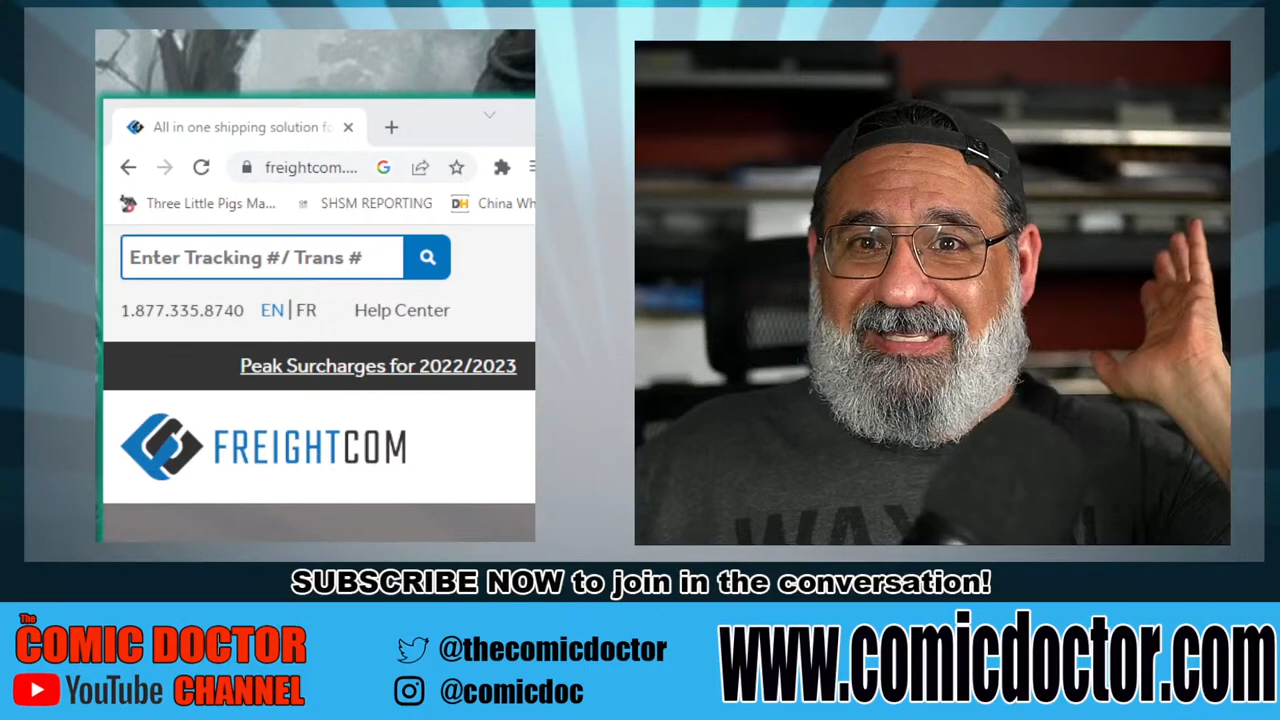 All in one shipping solution fo
freightcom....
Three Little Pigs Ma...
SHSM REPORTING
DH
China Wh
Enter Tracking #/ Trans #
1.877.335.8740
EN | FR
Help Center
Peak Surcharges for 2022/2023
FREIGHTCOM
SUBSCRIBE NOW to join in the conversation!
The
COMIC DOCTOR
YouTube CHANNEL
@thecomicdoctor
@comicdoc
www.comicdoctor.com